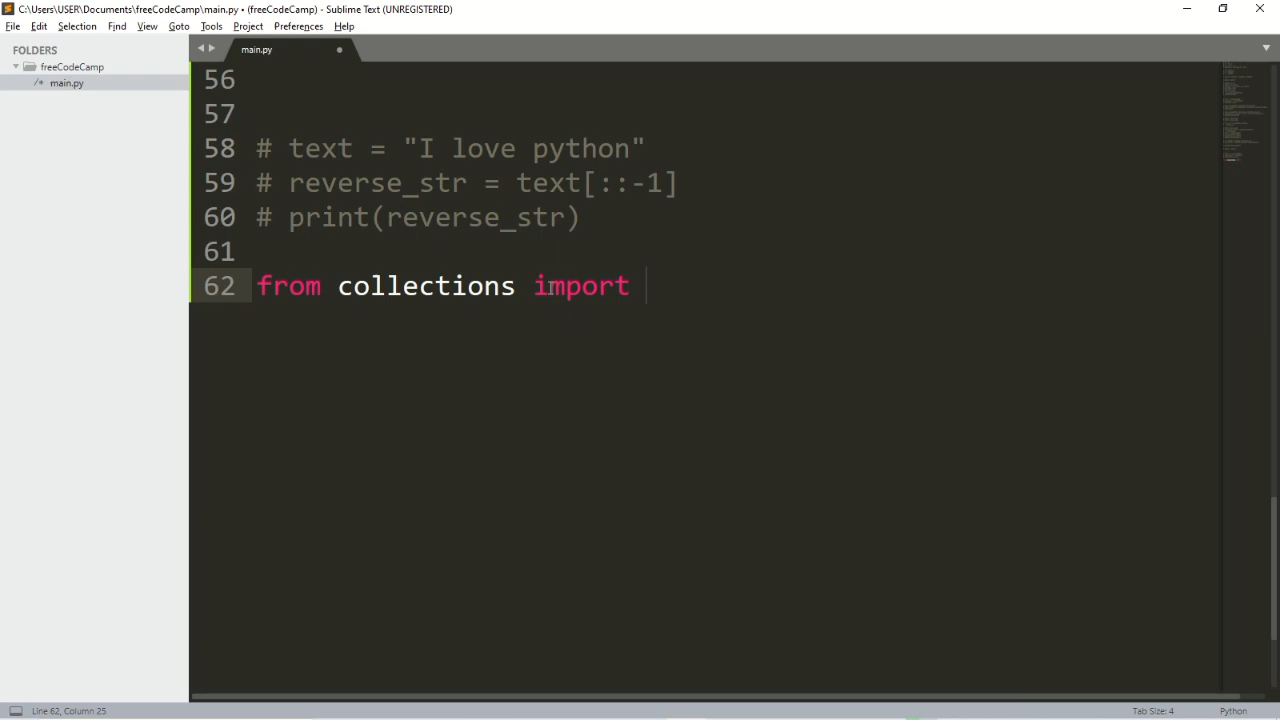 C:\Users\USER\Documents\freeCodeCamp\main.py • (freeCodeCamp) - Sublime Text (UNREGISTERED)
File Edit Selection Find View Goto Tools Project Preferences Help
FOLDERS
freeCodeCamp
/* main.py
main.py
56
57
58 # text = "I love python"
59 # reverse_str = text[::-1]
60 # print(reverse_str)
61
62 from collections import
Line 62, Column 25
Tab Size: 4
Python